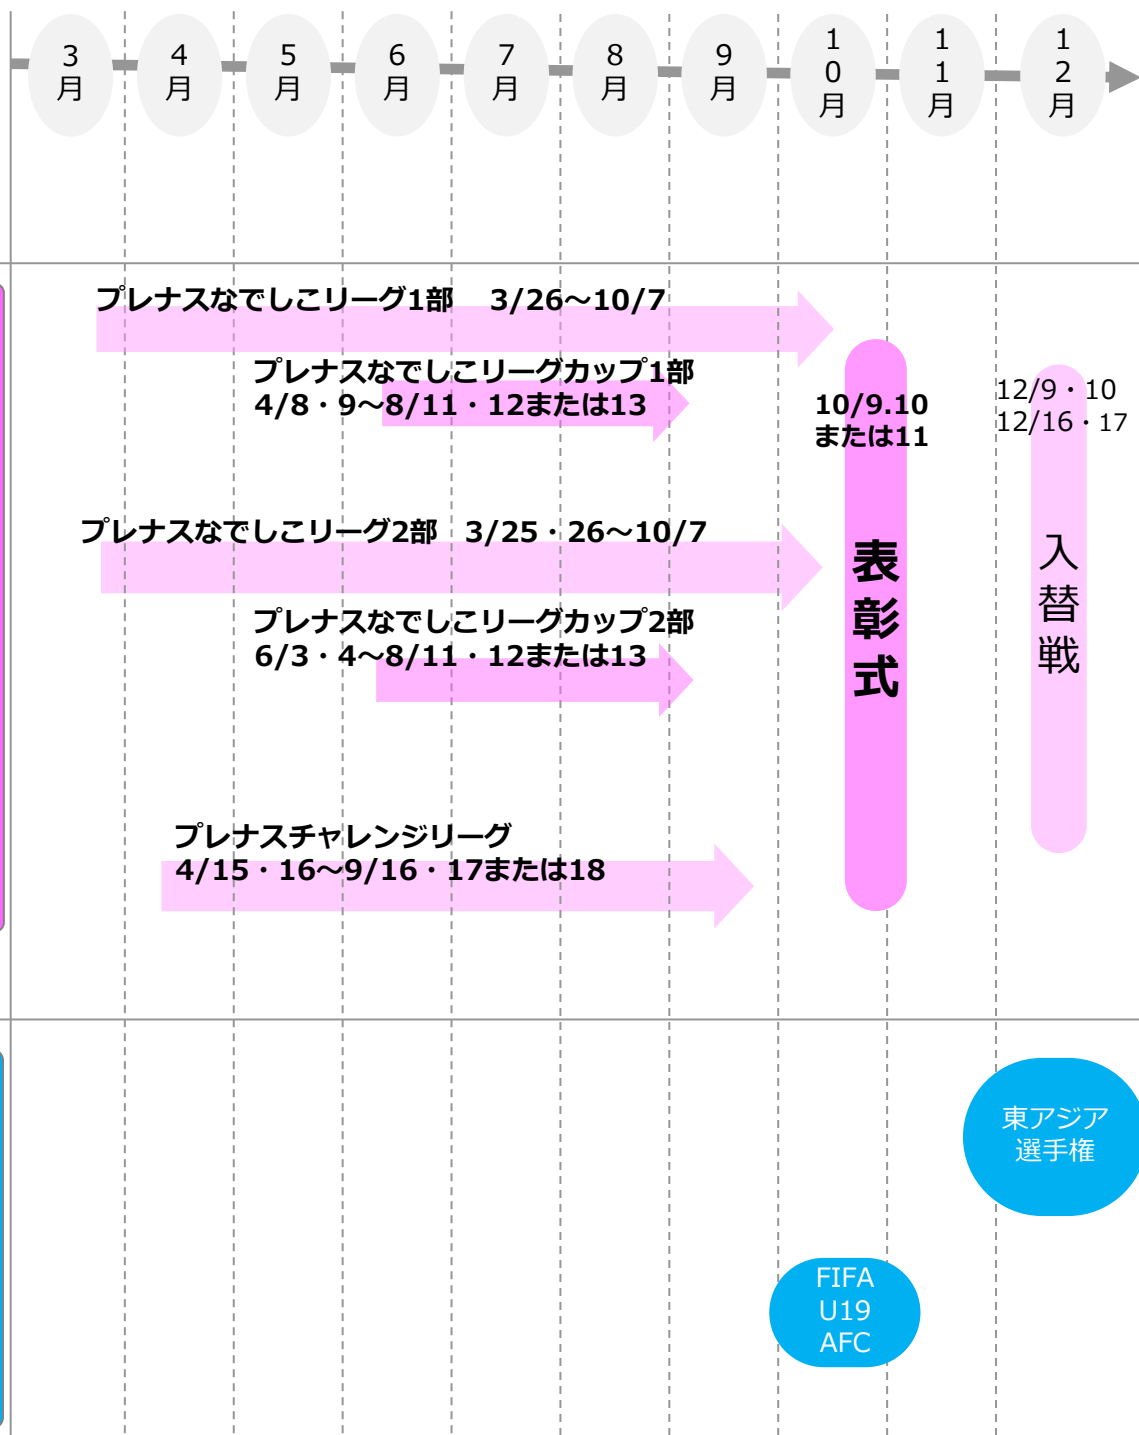 3月
4月
5月
6月
7月
8月
9月
10月
11月
12月
プレナスなでしこリーグ1部　3/26～10/7
プレナスなでしこリーグカップ1部
4/8・9～8/11・12または13
10/9.10
または11
12/9・10
12/16・17
プレナスなでしこリーグ2部　3/25・26～10/7
表彰式
入替戦
プレナスなでしこリーグカップ2部
6/3・4～8/11・12または13
プレナスチャレンジリーグ
4/15・16～9/16・17または18
東アジア
選手権
FIFA
U19
AFC